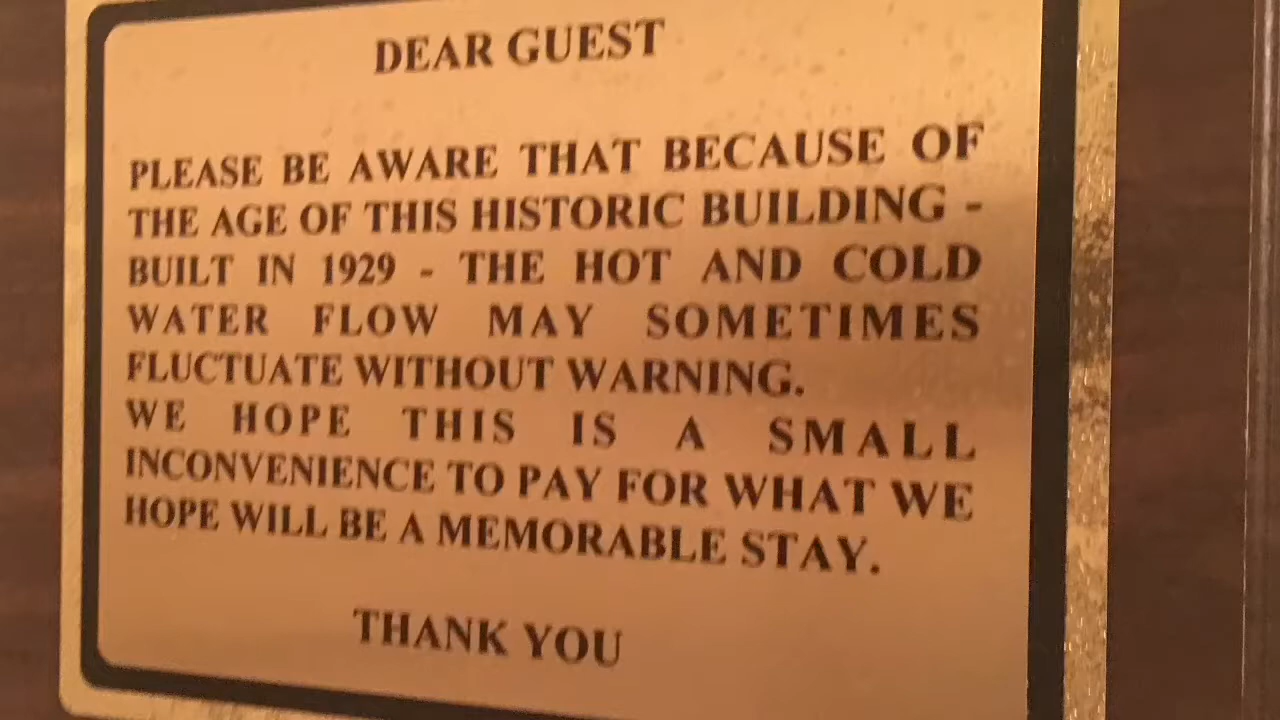 DEAR GUEST
PLEASE BE AWARE THAT BECAUSE OF
THE AGE OF THIS HISTORIC BUILDING -
BUILT IN 1929 - THE HOT AND COLD
WATER FLOW MAY SOMETIMES
FLUCTUATE WITHOUT WARNING.
WE HOPE THIS IS A SMALL
INCONVENIENCE TO PAY FOR WHAT WE
HOPE WILL BE A MEMORABLE STAY.
THANK YOU